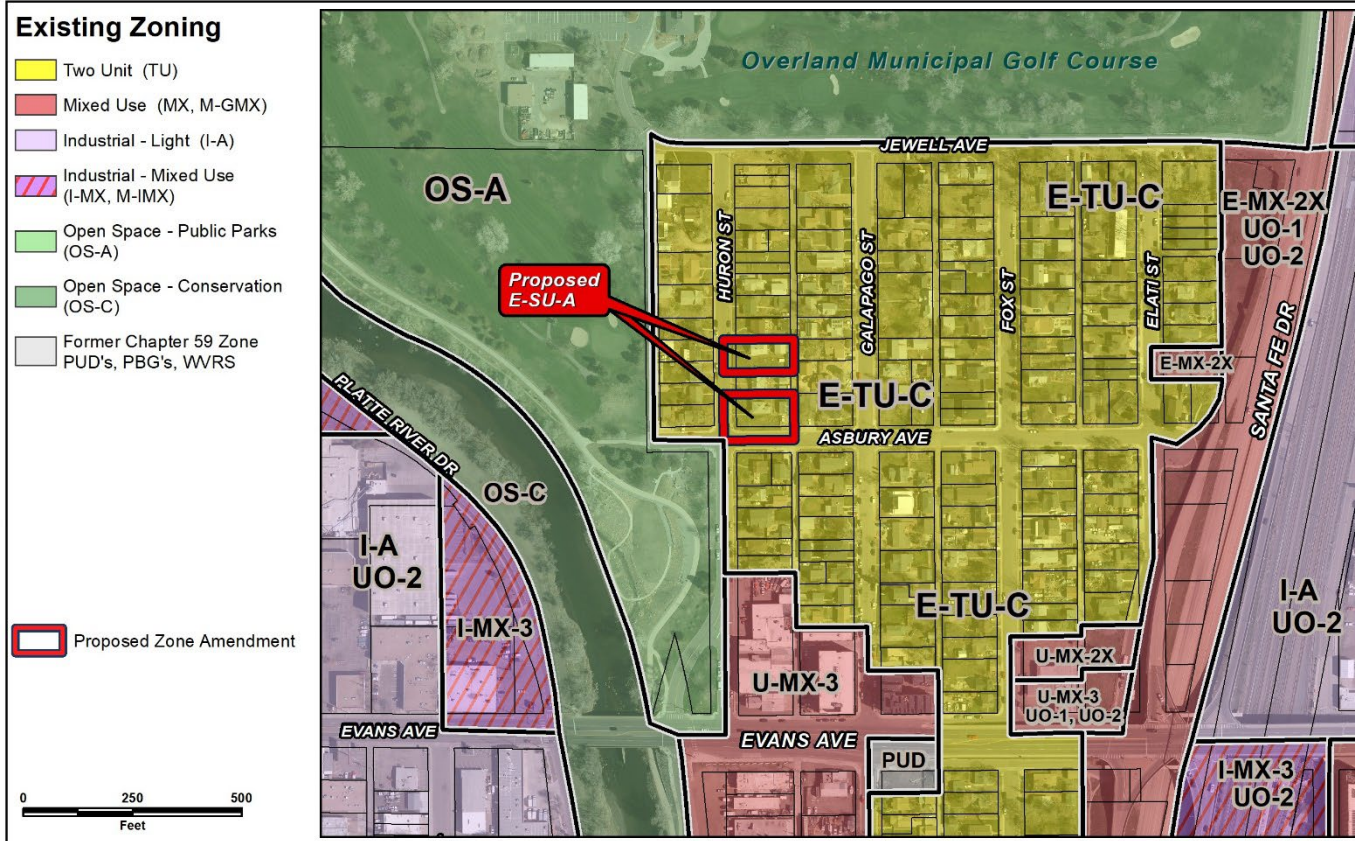 Existing Zoning
Two Unit (TU)
Mixed Use (MX, M-GMX)
Industrial - Light (I-A)
Industrial - Mixed Use
(I-MX, M-IMX)
Open Space - Public Parks
(OS-A)
Open Space - Conservation
(OS-C)
Former Chapter 59 Zone
PUD's, PBG's, WVRS
Proposed Zone Amendment
0 250 500
Feet
Overland Municipal Golf Course
JEWELL AVE
OS-A
E-TU-C
E-MX-2X
UO-1
UO-2
HURON ST
GALAPAGO ST
FOX ST
ELATI ST
SANTA FE DR
Proposed
E-SU-A
E-MX-2X
E-TU-C
ASBURY AVE
PLATTE RIVER DR
OS-C
I-A
UO-2
I-MX-3
E-TU-C
I-A
UO-2
U-MX-2X
U-MX-3
U-MX-3
UO-1, UO-2
EVANS AVE
EVANS AVE
PUD
I-MX-3
UO-2